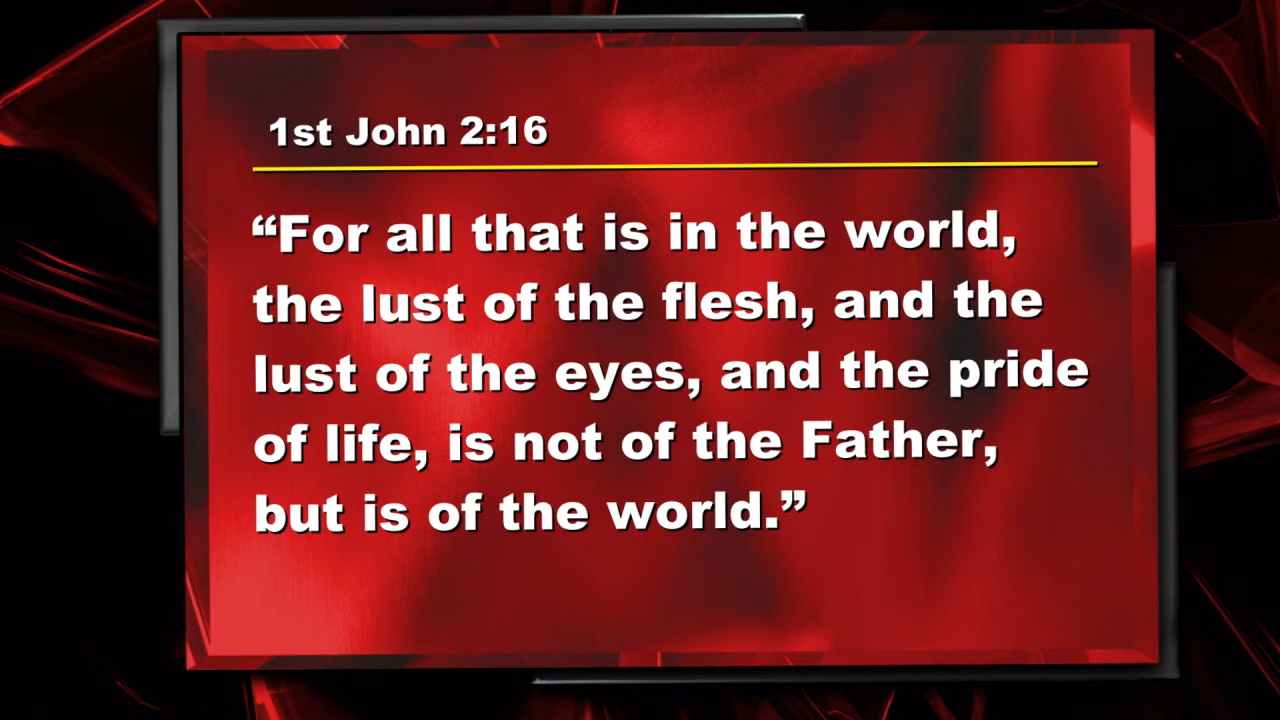 1st John 2:16
“For all that is in the world,
the lust of the flesh, and the
lust of the eyes, and the pride
of life, is not of the Father,
but is of the world.”